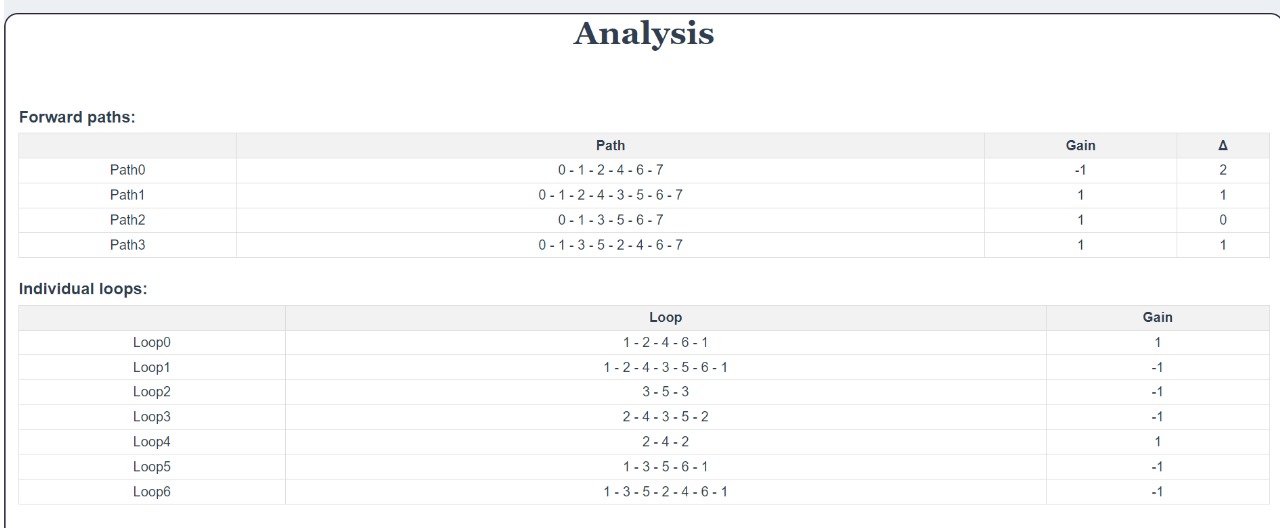 Analysis
Forward paths:
Path Gain Δ
Path0 0 - 1 - 2 - 4 - 6 - 7 -1 2
Path1 0 - 1 - 2 - 4 - 3 - 5 - 6 - 7 1 1
Path2 0 - 1 - 3 - 5 - 6 - 7 1 0
Path3 0 - 1 - 3 - 5 - 2 - 4 - 6 - 7 1 1
Individual loops:
Loop Gain
Loop0 1 - 2 - 4 - 6 - 1 1
Loop1 1 - 2 - 4 - 3 - 5 - 6 - 1 -1
Loop2 3 - 5 - 3 -1
Loop3 2 - 4 - 3 - 5 - 2 -1
Loop4 2 - 4 - 2 1
Loop5 1 - 3 - 5 - 6 - 1 -1
Loop6 1 - 3 - 5 - 2 - 4 - 6 - 1 -1